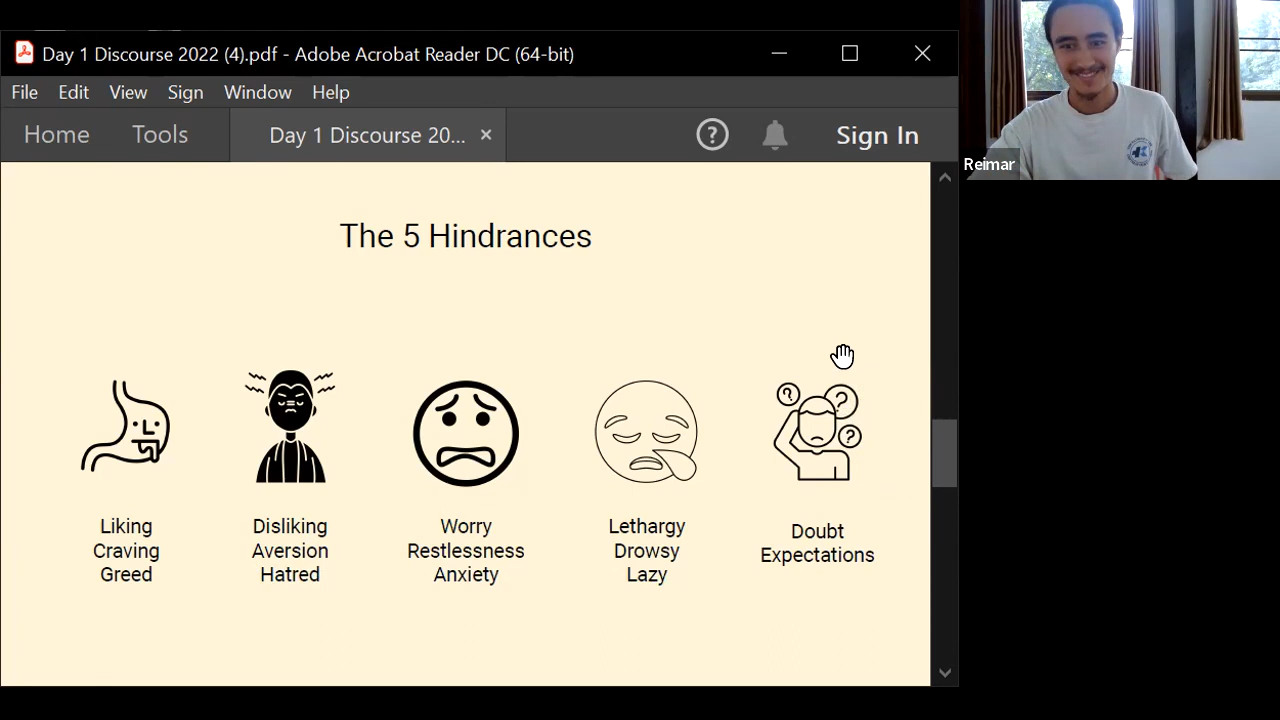 Day 1 Discourse 2022 (4).pdf - Adobe Acrobat Reader DC (64-bit)
File Edit View Sign Window Help
Home Tools Day 1 Discourse 20... × ? Sign In
Reimar
The 5 Hindrances
? ? ?
Liking
Craving
Greed
Disliking
Aversion
Hatred
Worry
Restlessness
Anxiety
Lethargy
Drowsy
Lazy
Doubt
Expectations